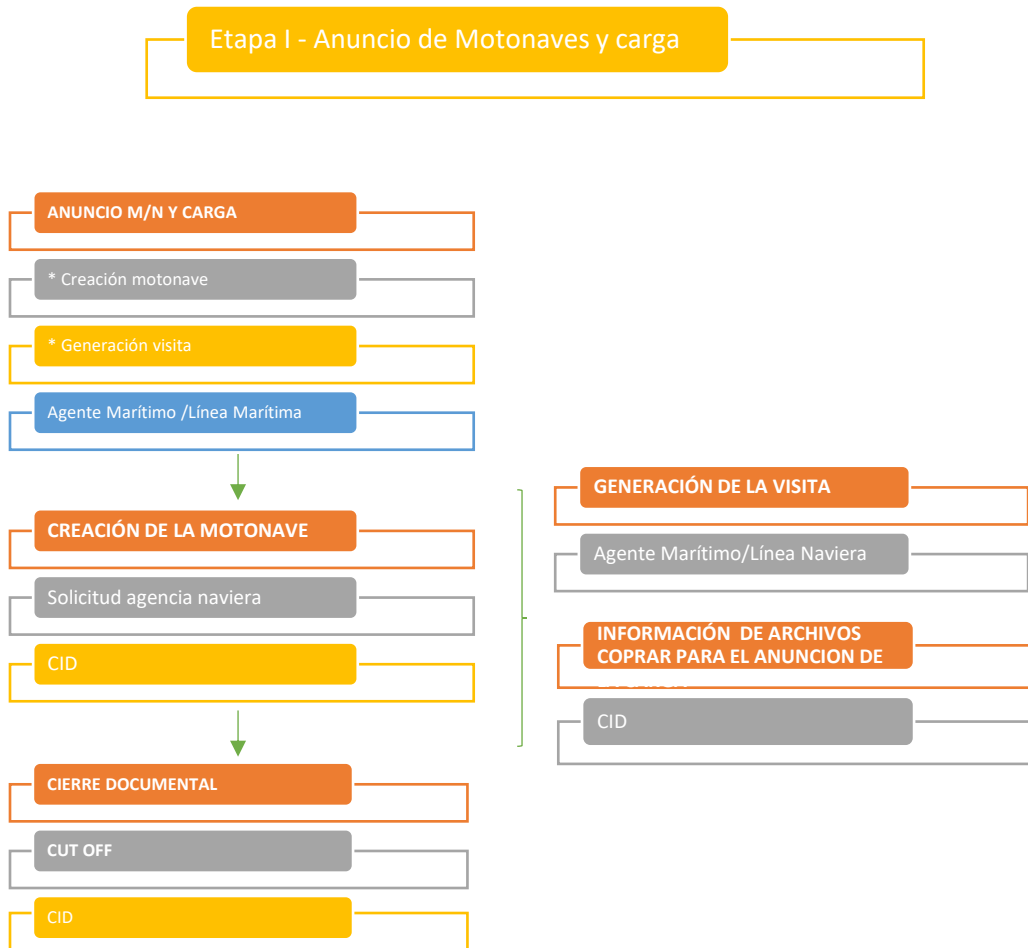 Etapa I - Anuncio de Motonaves y carga
ANUNCIO M/N Y CARGA
* Creación motonave
* Generación visita
Agente Marítimo /Línea Marítima
CREACIÓN DE LA MOTONAVE
Solicitud agencia naviera
CID
CIERRE DOCUMENTAL
CUT OFF
CID
GENERACIÓN DE LA VISITA
Agente Marítimo/Línea Naviera
INFORMACIÓN DE ARCHIVOS
COPRAR PARA EL ANUNCION DE
CID